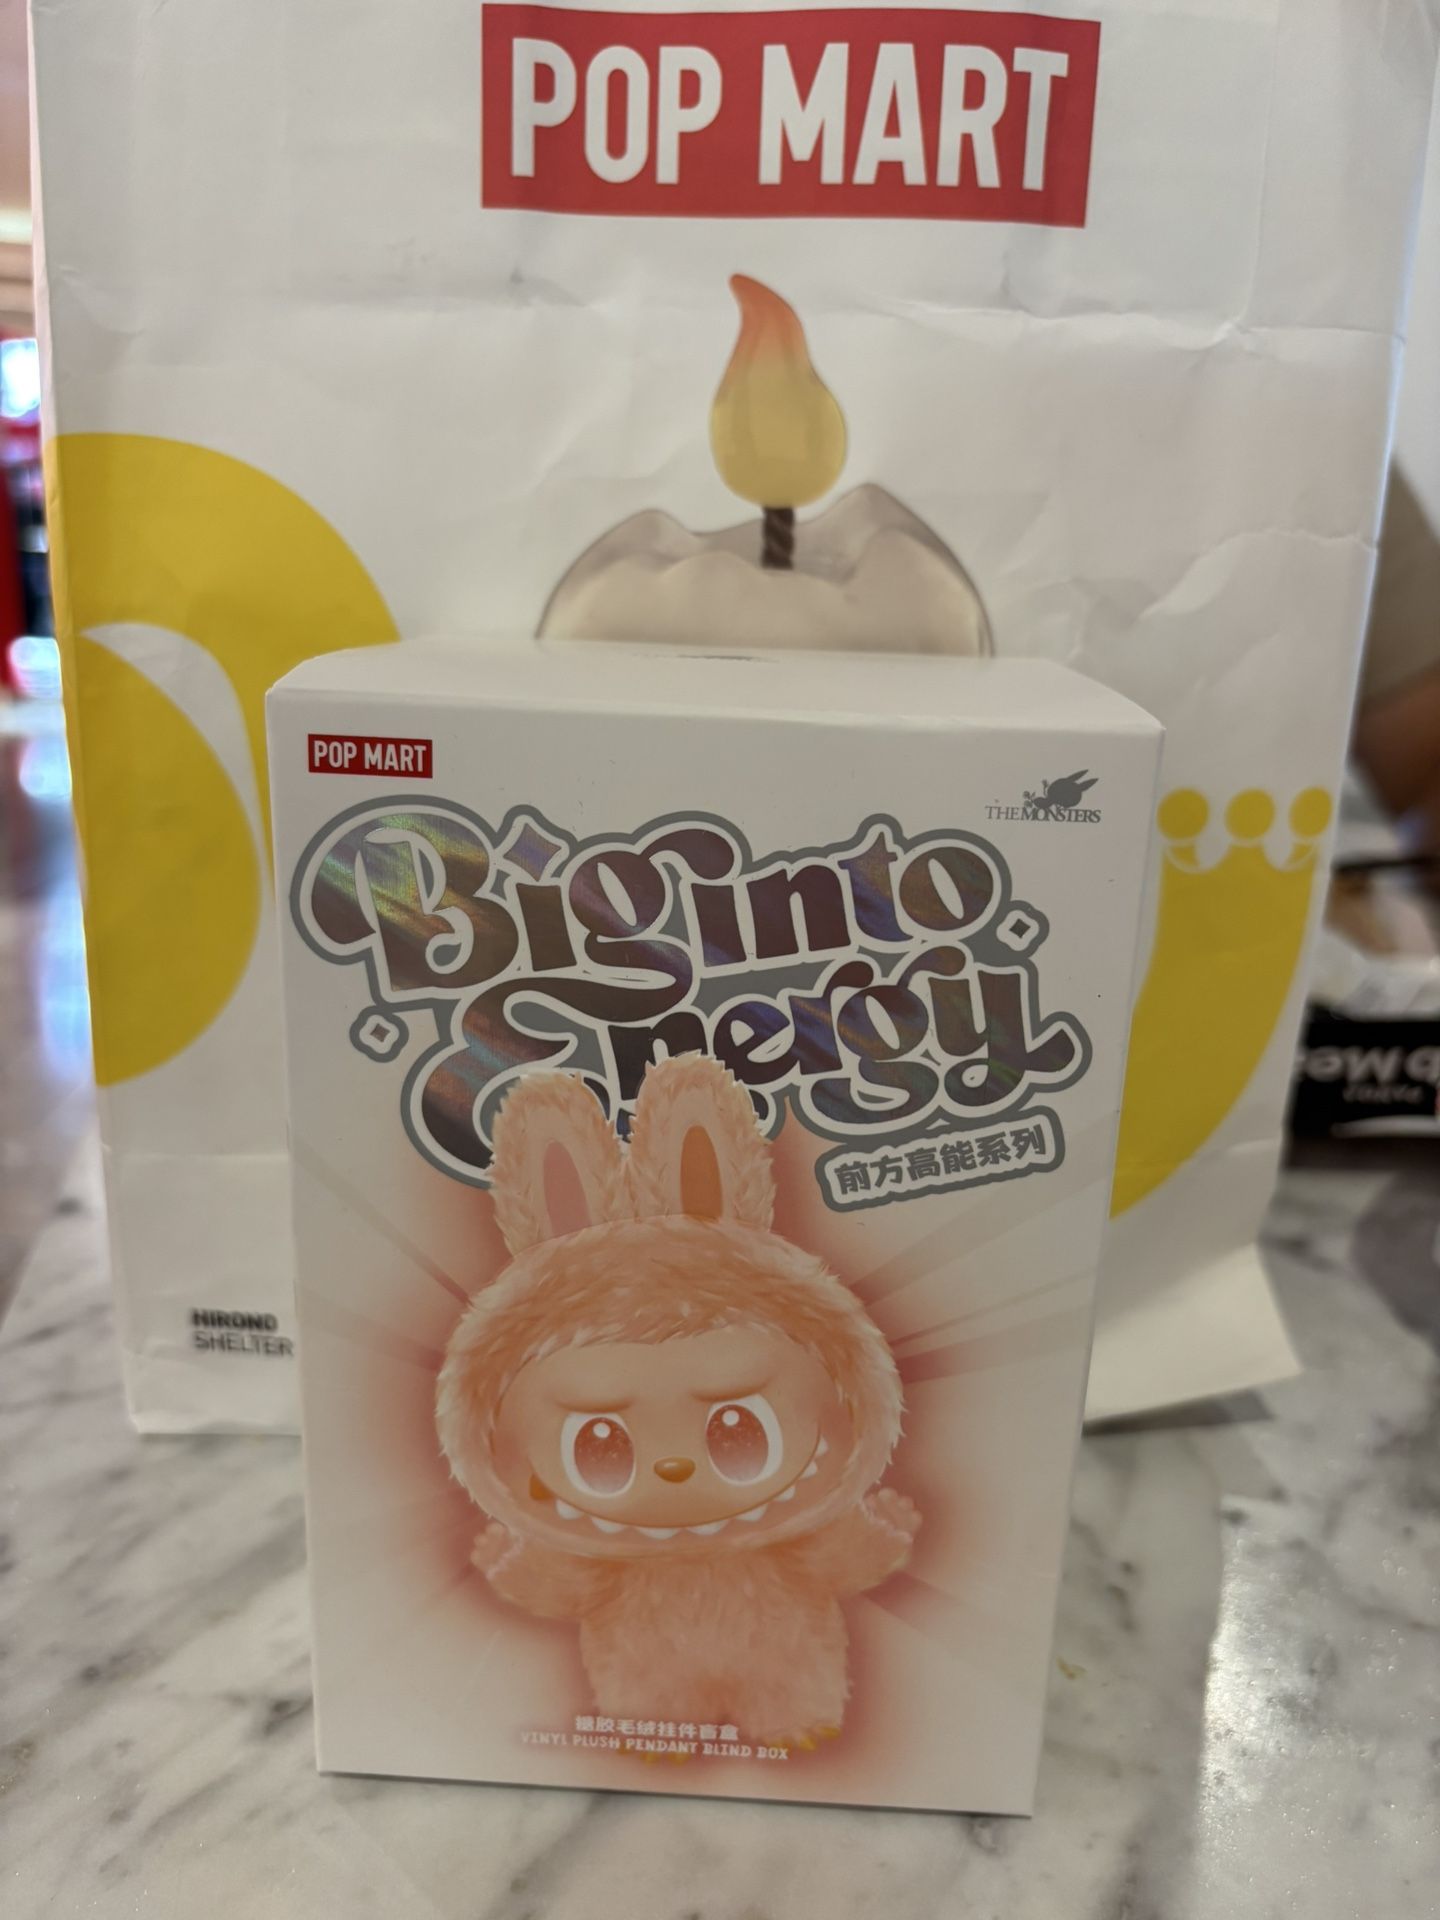 POP MART
POP MART
THE MONSTERS
Big into
Energy
前方高能系列
HIRONO
SHELTER
搪胶毛绒挂件盲盒
VINYL PLUSH PENDANT BLIND BOX